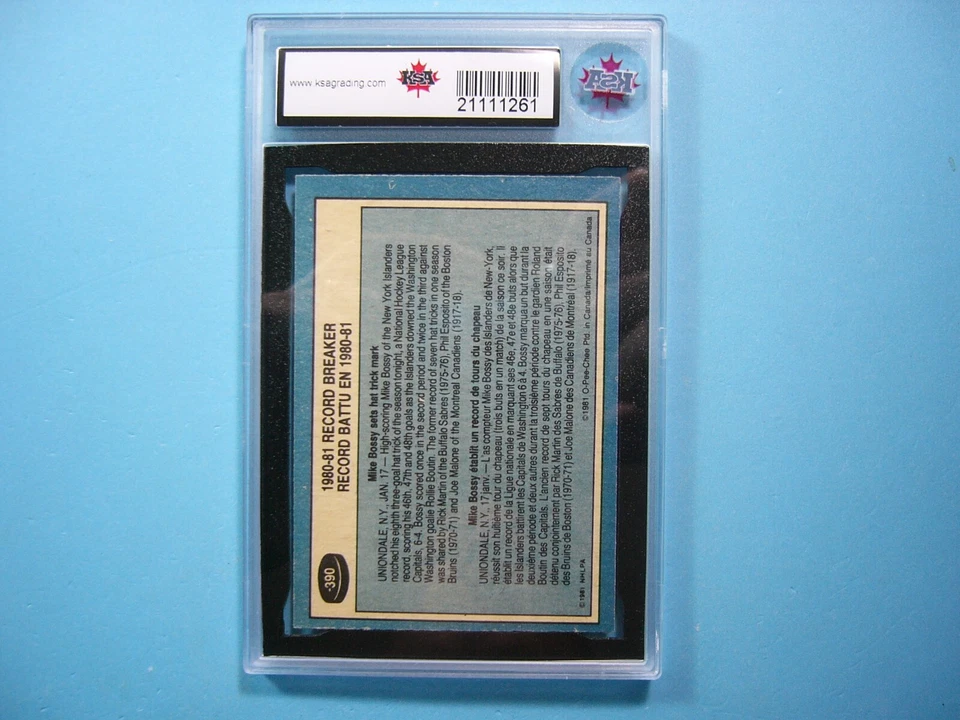 www.ksagrading.com
KSA
21111261
KSA
390
1980-81 RECORD BREAKER
RECORD BATTU EN 1980-81
Mike Bossy sets hat trick mark
UNIONDALE, N.Y., JAN. 17 — High-scoring Mike Bossy of the New York Islanders
notched his eighth three-goal hat trick of the season tonight, a National Hockey League
record, scoring his 46th, 47th and 48th goals as the Islanders downed the Washington
Capitals, 6-4. Bossy scored once in the second period and twice in the third against
Washington goalie Rollie Boutin. The former record of seven hat tricks in one season
was shared by Rick Martin of the Buffalo Sabres (1975-76), Phil Esposito of the Boston
Bruins (1970-71) and Joe Malone of the Montreal Canadiens (1917-18).
Mike Bossy établit un record de tours du chapeau
UNIONDALE, N.Y., 17 janv. — L'as compteur Mike Bossy des Islanders de New-York,
réussit son huitième tour du chapeau (trois buts en un match) de la saison ce soir. Il
établit un record de la Ligue nationale en marquant ses 46e, 47e et 48e buts alors que
les Islanders battirent les Capitals de Washington 6 à 4. Bossy marqua un but durant la
deuxième période et deux autres durant la troisième période contre le gardien Roland
Boutin des Capitals. L'ancien record de sept tours du chapeau en une saison était
détenu conjointement par Rick Martin des Sabres de Buffalo (1975-76), Phil Esposito
des Bruins de Boston (1970-71) et Joe Malone des Canadiens de Montréal (1917-18).
©1981 NHLPA
©1981 O-Pee-Chee Ptd. in Canada/Imprimé au Canada